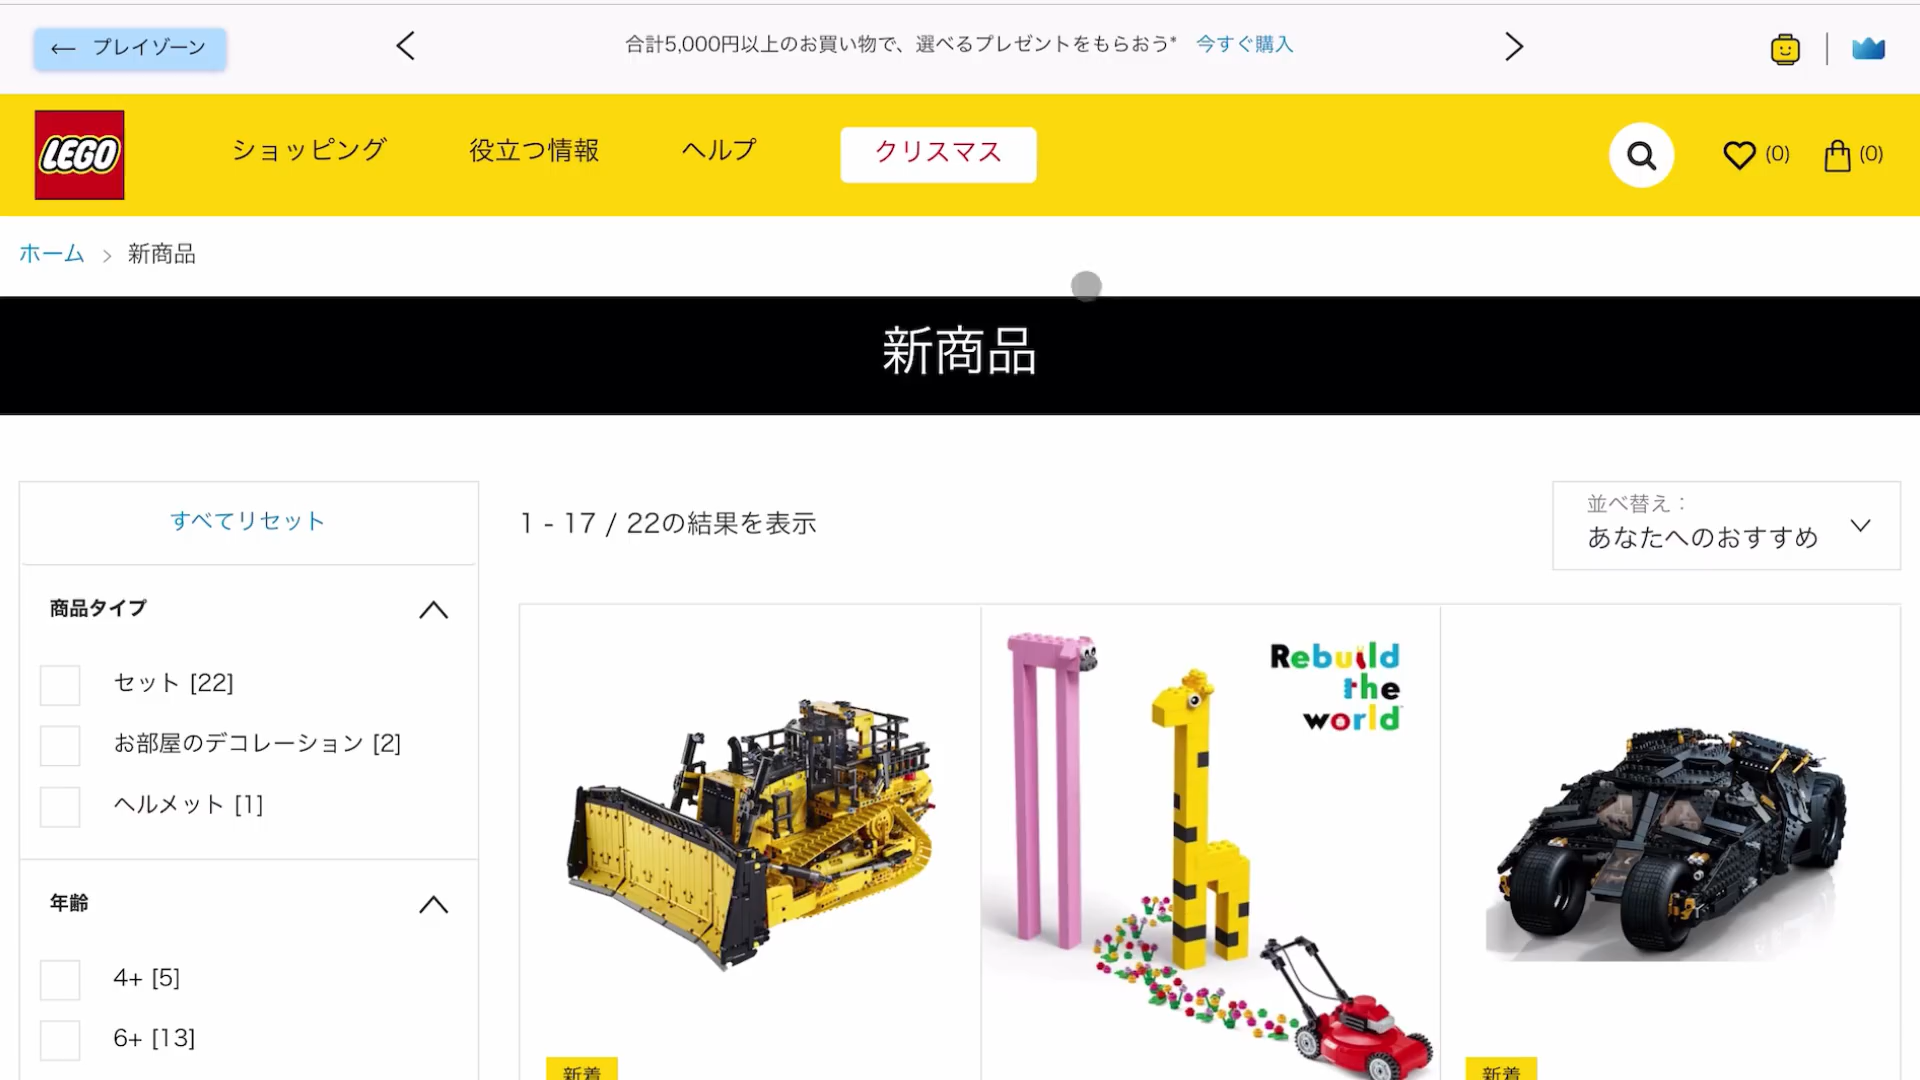 ← プレイゾーン
合計5,000円以上のお買い物で、選べるプレゼントをもらおう* 今すぐ購入
LEGO
ショッピング
役立つ情報
ヘルプ
クリスマス
(0)
(0)
ホーム > 新商品
新商品
すべてリセット
1 - 17 / 22の結果を表示
並べ替え：
あなたへのおすすめ
商品タイプ
セット [22]
お部屋のデコレーション [2]
ヘルメット [1]
年齢
4+ [5]
6+ [13]
Rebuild
the
world
新着
新着